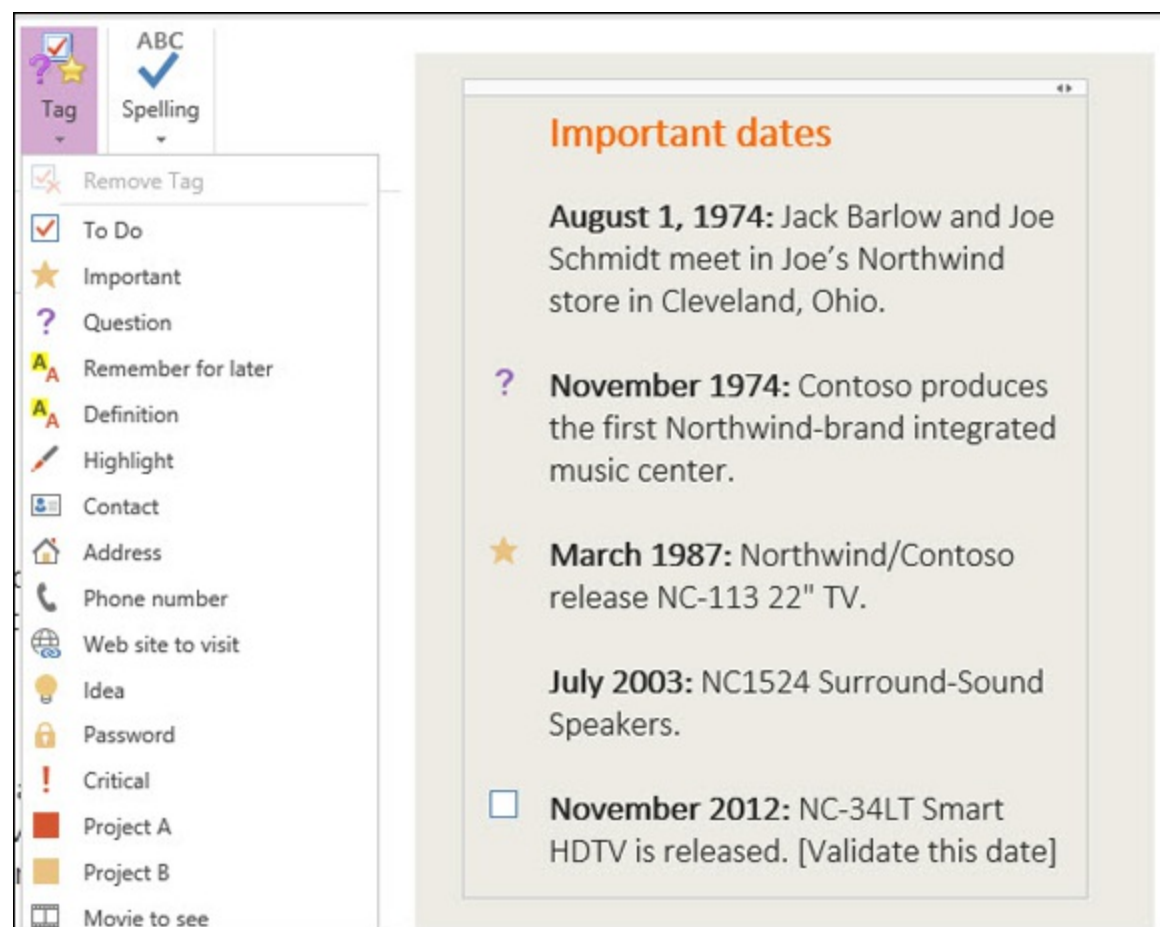 ABC
Tag
Spelling
Remove Tag
To Do
Important
? Question
A A Remember for later
A A Definition
Highlight
Contact
Address
Phone number
Web site to visit
Idea
Password
! Critical
Project A
Project B
Movie to see
Important dates
August 1, 1974: Jack Barlow and Joe
Schmidt meet in Joe’s Northwind
store in Cleveland, Ohio.
? November 1974: Contoso produces
the first Northwind-brand integrated
music center.
March 1987: Northwind/Contoso
release NC-113 22" TV.
July 2003: NC1524 Surround-Sound
Speakers.
November 2012: NC-34LT Smart
HDTV is released. [Validate this date]